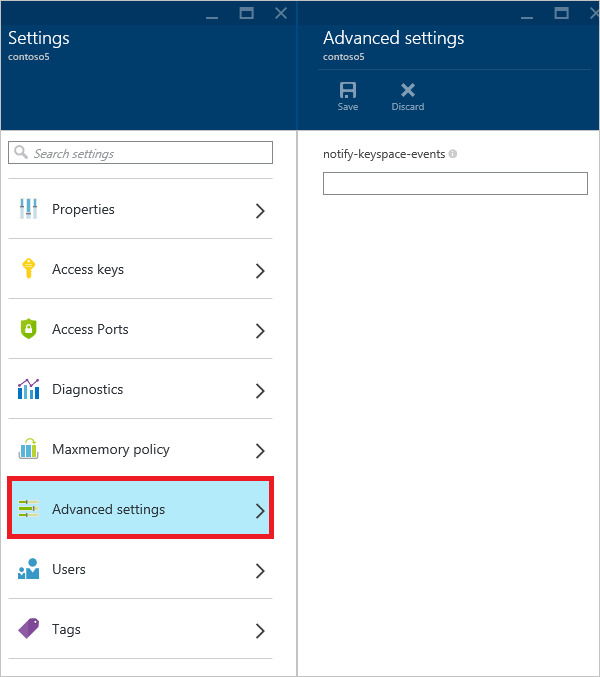 Settings
contoso5
Search settings
Properties
Access keys
Access Ports
Diagnostics
Maxmemory policy
Advanced settings
Users
Tags
Advanced settings
contoso5
Save Discard
notify-keyspace-events